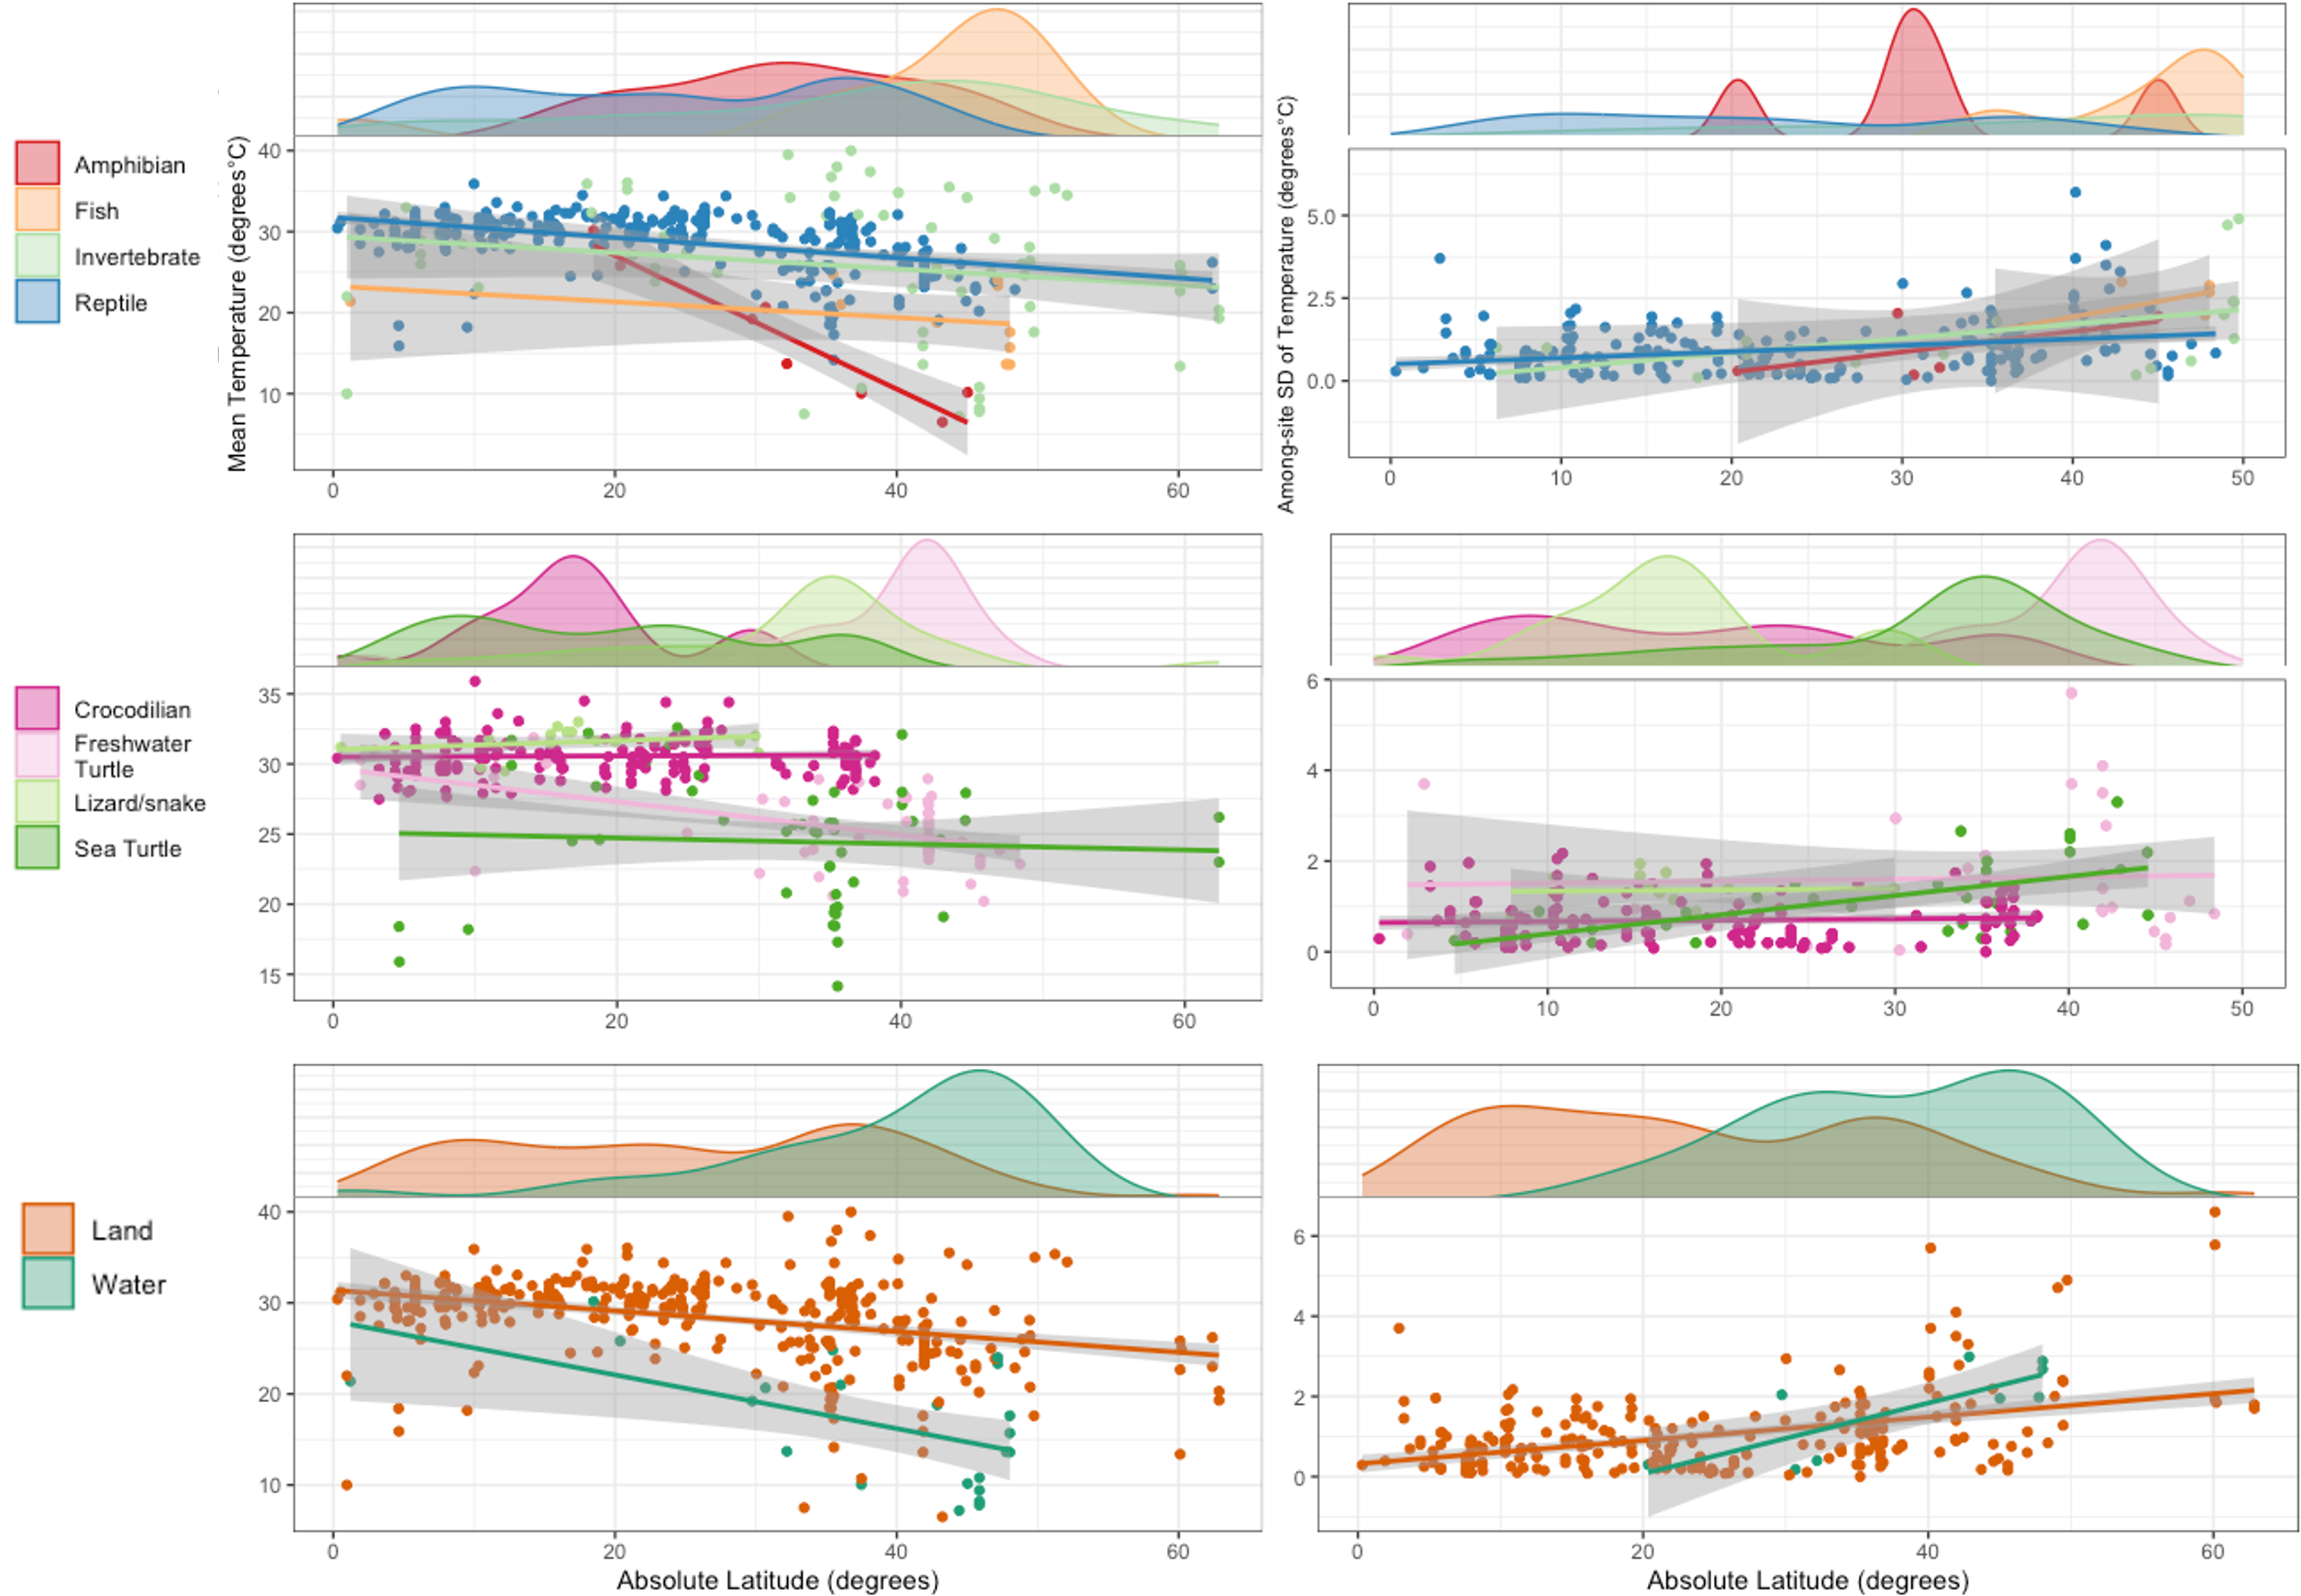 Amphibian
Fish
Invertebrate
Reptile
Mean Temperature (degrees°C)
40
30
20
10
0 20 40 60
Among-site SD of Temperature (degrees°C)
5.0
2.5
0.0
0 10 20 30 40 50
Crocodilian
Freshwater
Turtle
Lizard/snake
Sea Turtle
35
30
25
20
15
0 20 40 60
6
4
2
0
0 10 20 30 40 50
Land
Water
40
30
20
10
0 20 40 60
Absolute Latitude (degrees)
6
4
2
0
0 20 40 60
Absolute Latitude (degrees)